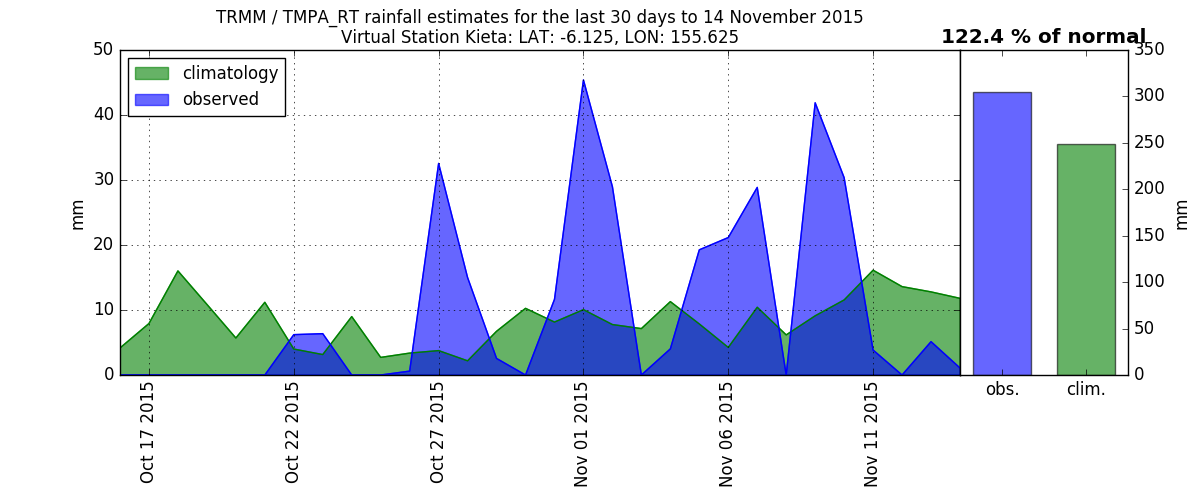 TRMM / TMPA_RT rainfall estimates for the last 30 days to 14 November 2015
Virtual Station Kieta: LAT: -6.125, LON: 155.625
122.4 % of normal
climatology
observed
50
40
30
20
10
0
mm
Oct 17 2015
Oct 22 2015
Oct 27 2015
Nov 01 2015
Nov 06 2015
Nov 11 2015
350
300
250
200
150
100
50
0
mm
obs.
clim.